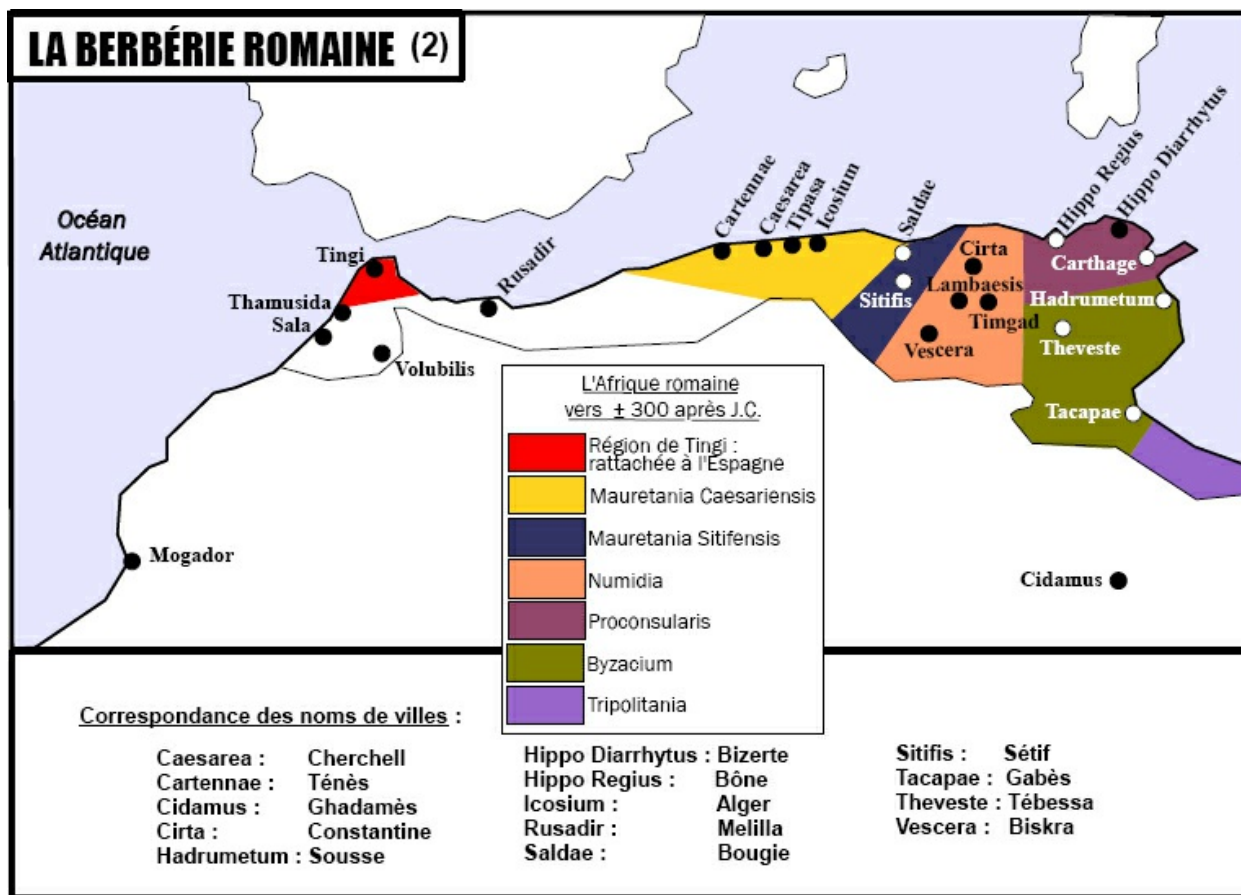 LA BERBÉRIE ROMAINE (2)
Océan
Atlantique
Tingi
Thamusida
Sala
Volubilis
Rusadir
Mogador
Cartennae
Caesarea
Tipasa
Icosium
Saldae
Sitifis
Cirta
Lambaesis
Timgad
Vescera
Hippo Regius
Hippo Diarrhytus
Carthage
Hadrumetum
Theveste
Tacapae
Cidamus
L'Afrique romaine
vers ± 300 après J.C.
Région de Tingi :
rattachée à l'Espagne
Mauretania Caesariensis
Mauretania Sitifensis
Numidia
Proconsularis
Byzacium
Tripolitania
Correspondance des noms de villes :
Caesarea : Cherchell
Cartennae : Ténès
Cidamus : Ghadamès
Cirta : Constantine
Hadrumetum : Sousse
Hippo Diarrhytus : Bizerte
Hippo Regius : Bône
Icosium : Alger
Rusadir : Melilla
Saldae : Bougie
Sitifis : Sétif
Tacapae : Gabès
Theveste : Tébessa
Vescera : Biskra